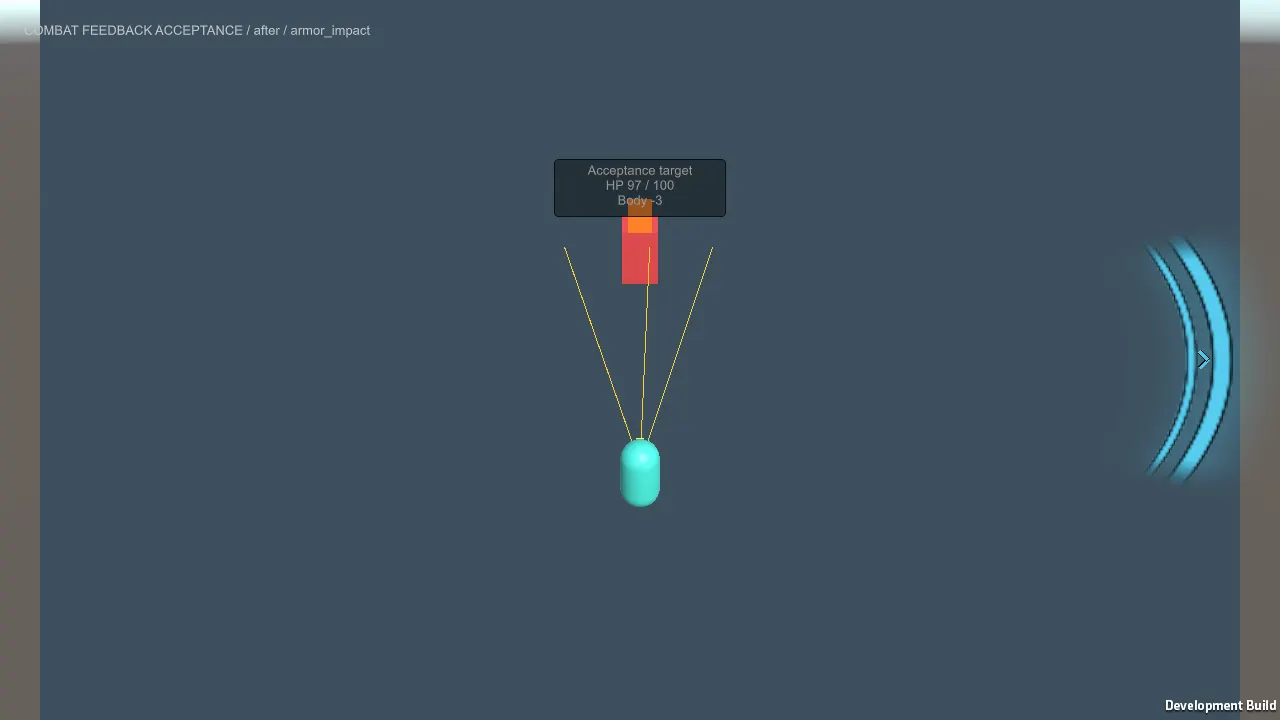 COMBAT FEEDBACK ACCEPTANCE / after / armor_impact
Acceptance target
HP 97 / 100
Body -3
Development Build